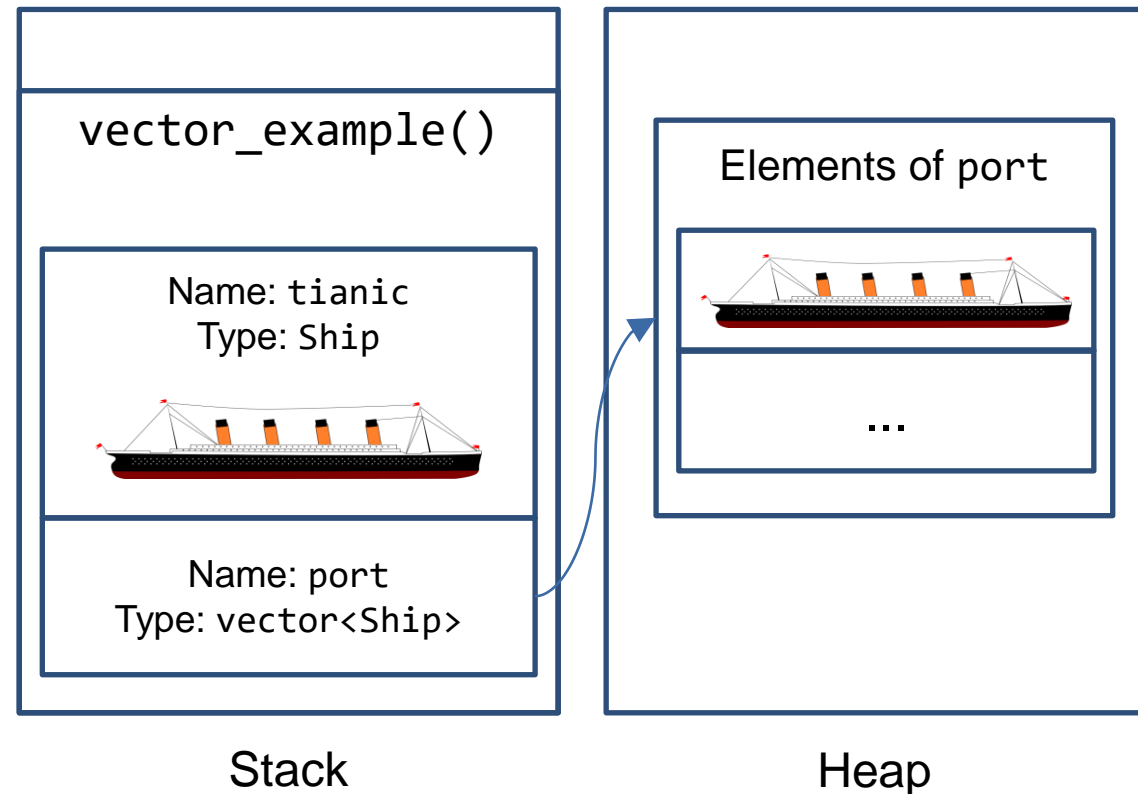 vector_example()
Name: tianic
Type: Ship
Name: port
Type: vector<Ship>
Stack
Elements of port
...
Heap